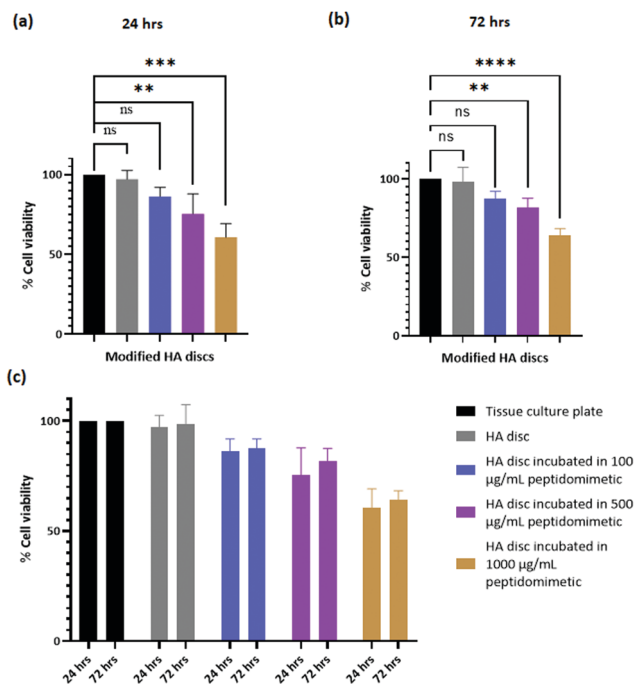 (a)
24 hrs
***
**
ns
ns
100
50
0
% Cell viability
Modified HA discs
(b)
72 hrs
****
**
ns
ns
100
50
0
% Cell viability
Modified HA discs
(c)
100
50
0
% Cell viability
24 hrs
72 hrs
24 hrs
72 hrs
24 hrs
72 hrs
24 hrs
72 hrs
24 hrs
72 hrs
Tissue culture plate
HA disc
HA disc incubated in 100
µg/mL peptidomimetic
HA disc incubated in 500
µg/mL peptidomimetic
HA disc incubated in
1000 µg/mL
peptidomimetic